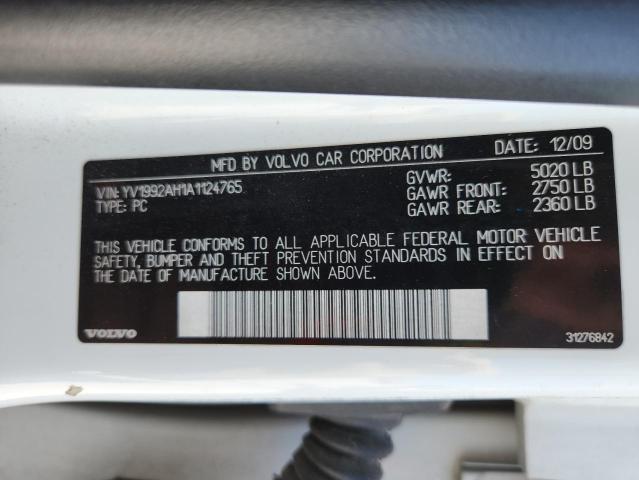 MFD BY VOLVO CAR CORPORATION DATE: 12/09
VIN: YV1992AH1A1124765 GVWR: 5020 LB
TYPE: PC GAWR FRONT: 2750 LB
GAWR REAR: 2360 LB
THIS VEHICLE CONFORMS TO ALL APPLICABLE FEDERAL MOTOR VEHICLE
SAFETY, BUMPER AND THEFT PREVENTION STANDARDS IN EFFECT ON
THE DATE OF MANUFACTURE SHOWN ABOVE.
VOLVO 31276842